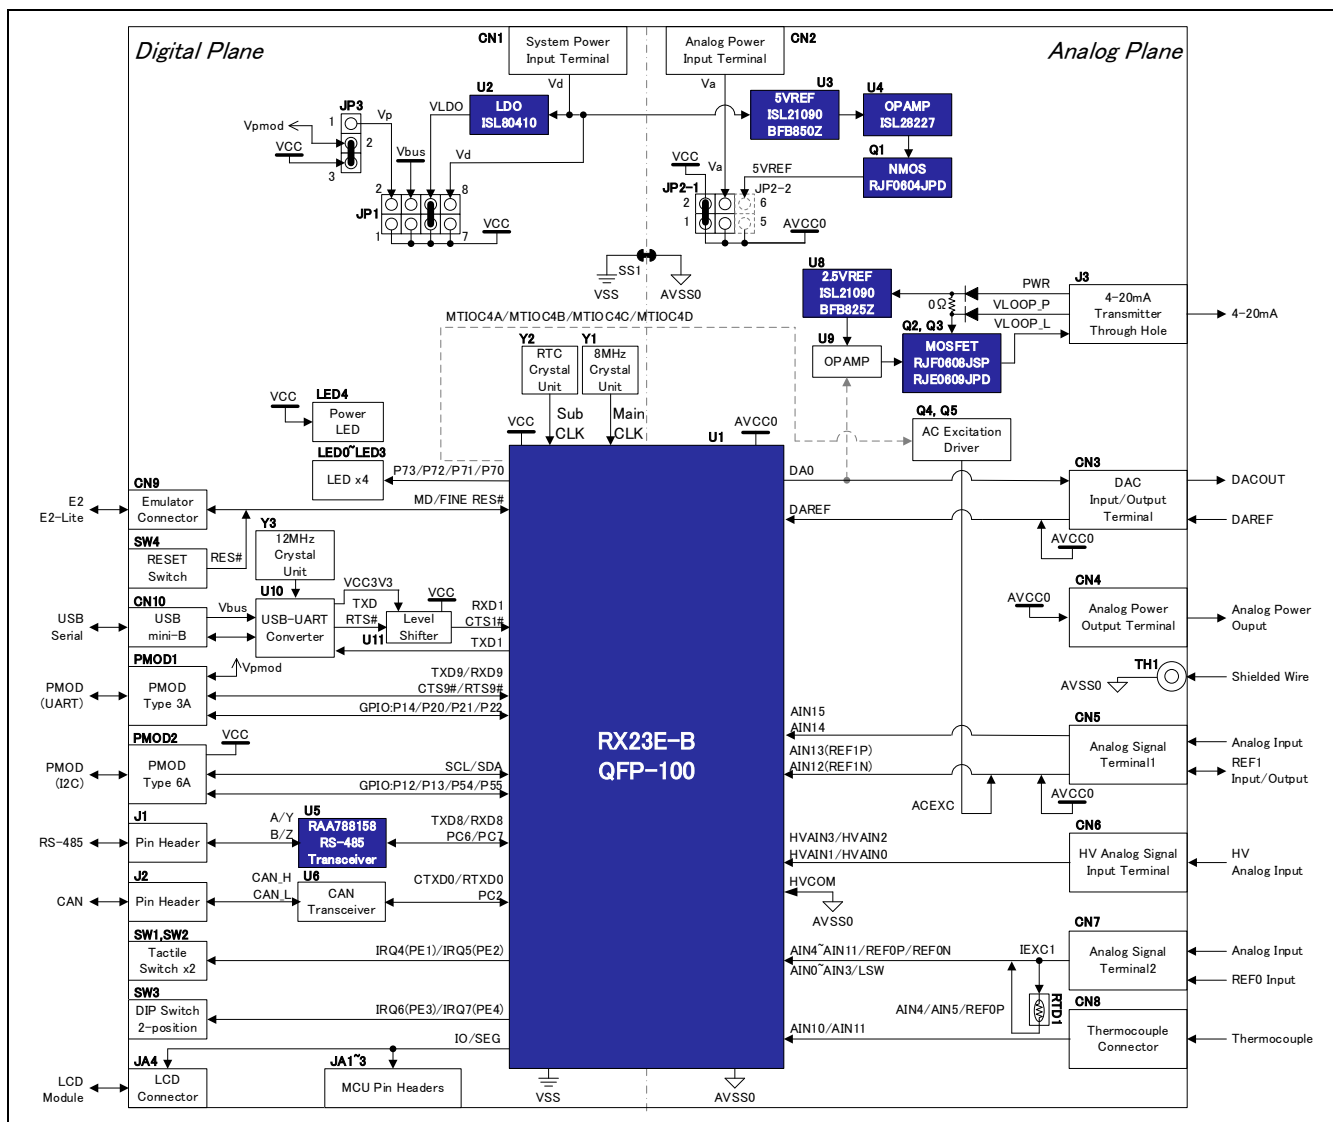 Digital Plane
Analog Plane
CN1
System Power
Input Terminal
Analog Power
Input Terminal
CN2
Vd
Va
U2
LDO
ISL80410
VLDO
U3
5VREF
ISL21090
BFB850Z
U4
OPAMP
ISL28227
Q1
NMOS
RJF0604JPD
JP3
1
2
3
Vp
Vpmod
VCC
Vbus
Vd
2
8
JP1
1
7
VCC
VCC
Va
5VREF
JP2-1
JP2-2
2
1
6
5
AVCC0
SS1
VSS
AVSS0
U8
2.5VREF
ISL21090
BFB825Z
0Ω
PWR
VLOOP_P
VLOOP_L
J3
4-20mA
Transmitter
Through Hole
4-20mA
U9
OPAMP
Q2, Q3
MOSFET
RJF0608JSP
RJE0609JPD
MTIOC4A/MTIOC4B/MTIOC4C/MTIOC4D
Y2
RTC
Crystal
Unit
Y1
8MHz
Crystal
Unit
Sub
CLK
Main
CLK
VCC
U1
AVCC0
Q4, Q5
AC Excitation
Driver
VCC
LED4
Power
LED
LED0~LED3
LED x4
P73/P72/P71/P70
DA0
CN3
DAC
Input/Output
Terminal
DACOUT
DAREF
DAREF
AVCC0
E2
E2-Lite
CN9
Emulator
Connector
MD/FINE RES#
SW4
RESET
Switch
RES#
Y3
12MHz
Crystal
Unit
USB
Serial
CN10
USB
mini-B
Vbus
U10
USB-UART
Converter
VCC3V3
TXD
RTS#
U11
Level
Shifter
VCC
RXD1
CTS1#
TXD1
CN4
Analog Power
Output Terminal
AVCC0
Analog Power
Ouput
TH1
AVSS0
Shielded Wire
PMOD
(UART)
PMOD1
PMOD
Type 3A
Vpmod
TXD9/RXD9
CTS9#/RTS9#
GPIO:P14/P20/P21/P22
RX23E-B
QFP-100
AIN15
AIN14
AIN13(REF1P)
AIN12(REF1N)
CN5
Analog Signal
Terminal1
Analog Input
REF1
Input/Output
AVCC0
ACEXC
PMOD
(I2C)
PMOD2
PMOD
Type 6A
VCC
SCL/SDA
GPIO:P12/P13/P54/P55
RS-485
J1
Pin Header
A/Y
B/Z
U5
RAA788158
RS-485
Transceiver
TXD8/RXD8
PC6/PC7
HVAIN3/HVAIN2
HVAIN1/HVAIN0
CN6
HV Analog Signal
Input Terminal
HV
Analog Input
HVCOM
AVSS0
CAN
J2
Pin Header
CAN_H
CAN_L
U6
CAN
Transceiver
CTXD0/RTXD0
PC2
SW1,SW2
Tactile
Switch x2
IRQ4(PE1)/IRQ5(PE2)
AIN4~AIN11/REF0P/REF0N
AIN0~AIN3/LSW
IEXC1
CN7
Analog Signal
Terminal2
Analog Input
REF0 Input
AIN4/AIN5/REF0P
RTD1
SW3
DIP Switch
2-position
IRQ6(PE3)/IRQ7(PE4)
AIN10/AIN11
CN8
Thermocouple
Connector
Thermocouple
IO/SEG
LCD
Module
JA4
LCD
Connector
JA1~3
MCU Pin Headers
VSS
AVSS0